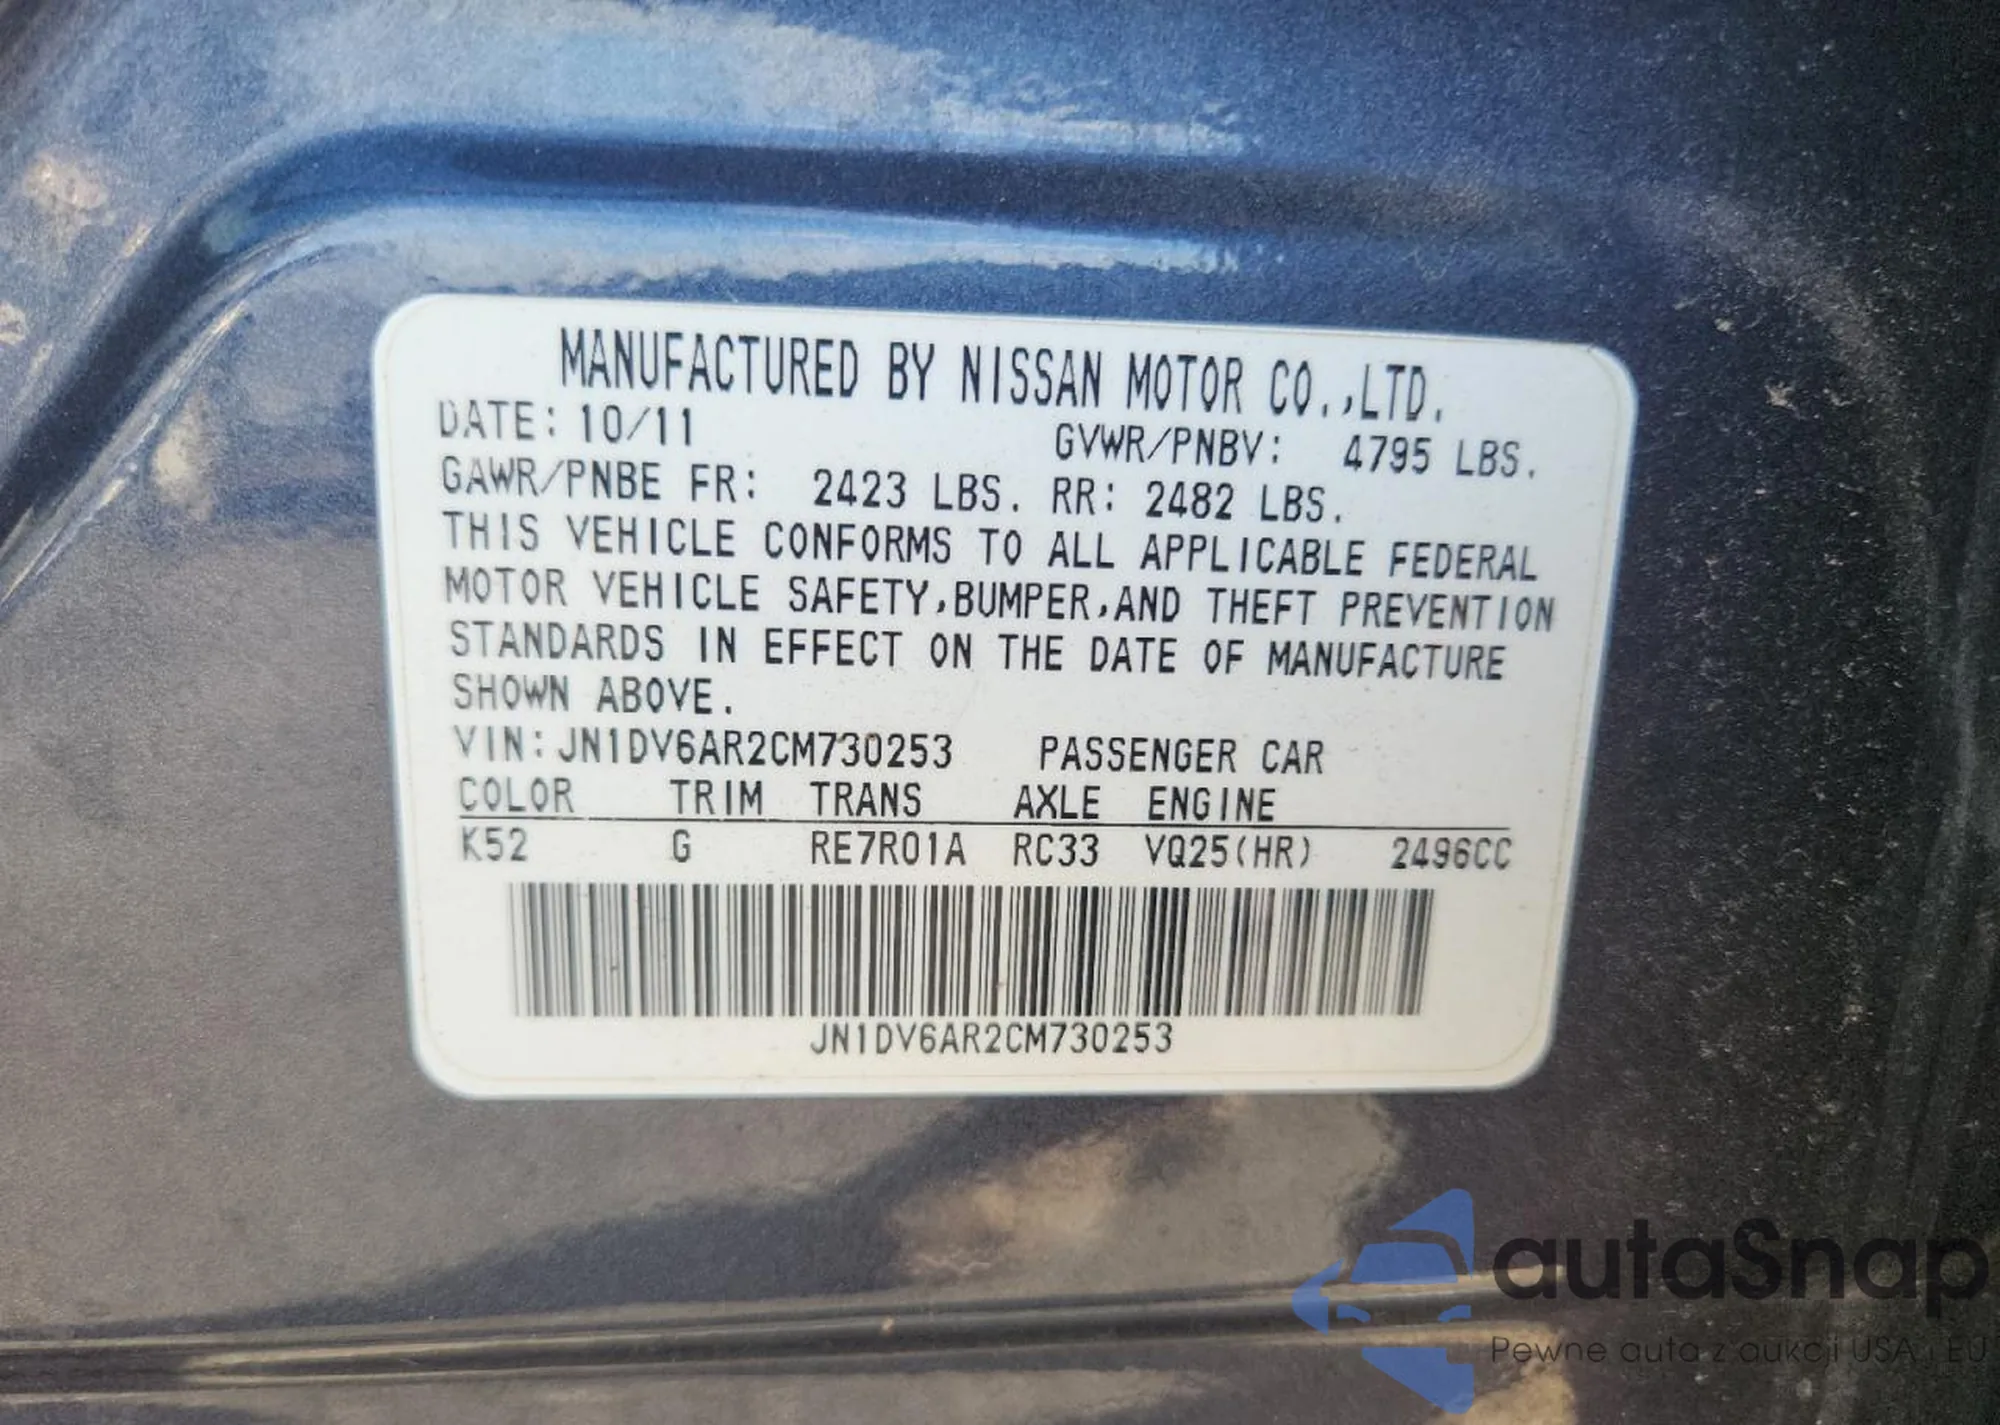 MANUFACTURED BY NISSAN MOTOR CO.,LTD.
DATE: 10/11 GVWR/PNBV: 4795 LBS.
GAWR/PNBE FR: 2423 LBS. RR: 2482 LBS.
THIS VEHICLE CONFORMS TO ALL APPLICABLE FEDERAL
MOTOR VEHICLE SAFETY,BUMPER,AND THEFT PREVENTION
STANDARDS IN EFFECT ON THE DATE OF MANUFACTURE
SHOWN ABOVE.
VIN: JN1DV6AR2CM730253 PASSENGER CAR
COLOR TRIM TRANS AXLE ENGINE
K52 G RE7R01A RC33 VQ25(HR) 2496CC
JN1DV6AR2CM730253
autaSnap
Pewne auta z aukcji USA i EU